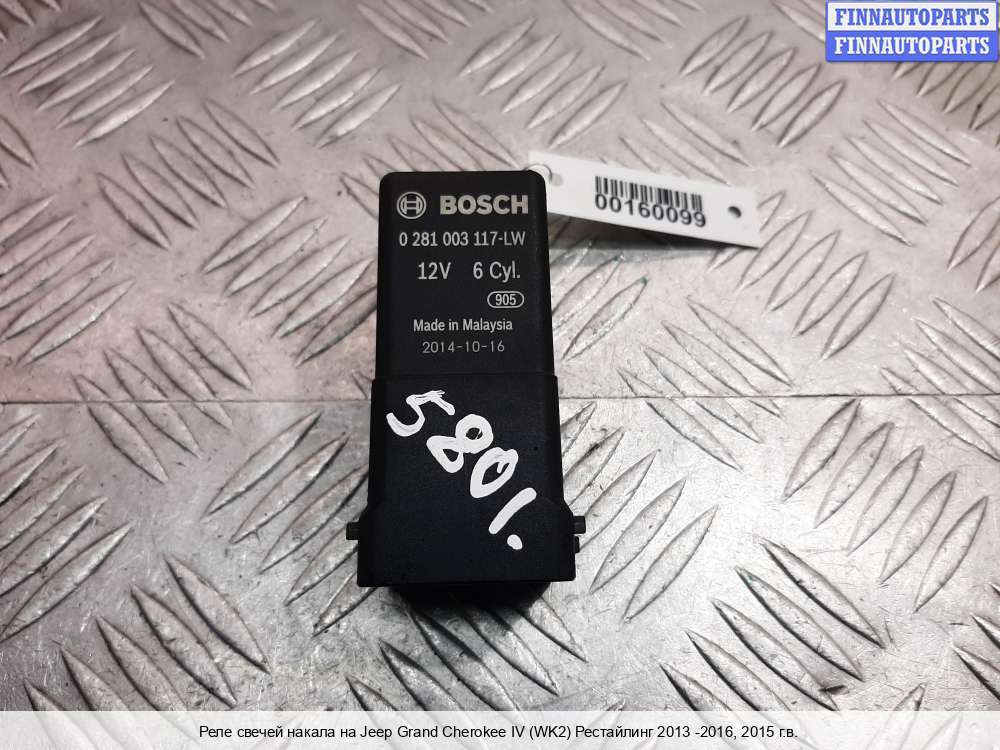 FINNAUTOPARTS
FINNAUTOPARTS
00160099
BOSCH
0 281 003 117-LW
12V 6 Cyl.
905
Made in Malaysia
2014-10-16
5801.
Реле свечей накала на Jeep Grand Cherokee IV (WK2) Рестайлинг 2013 -2016, 2015 г.в.